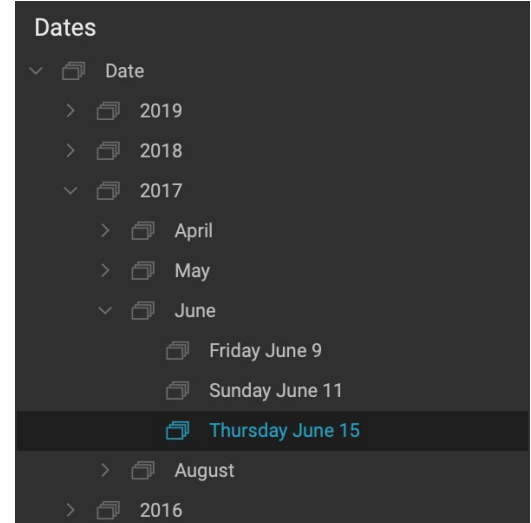 Dates
Date
2019
2018
2017
April
May
June
Friday June 9
Sunday June 11
Thursday June 15
August
2016